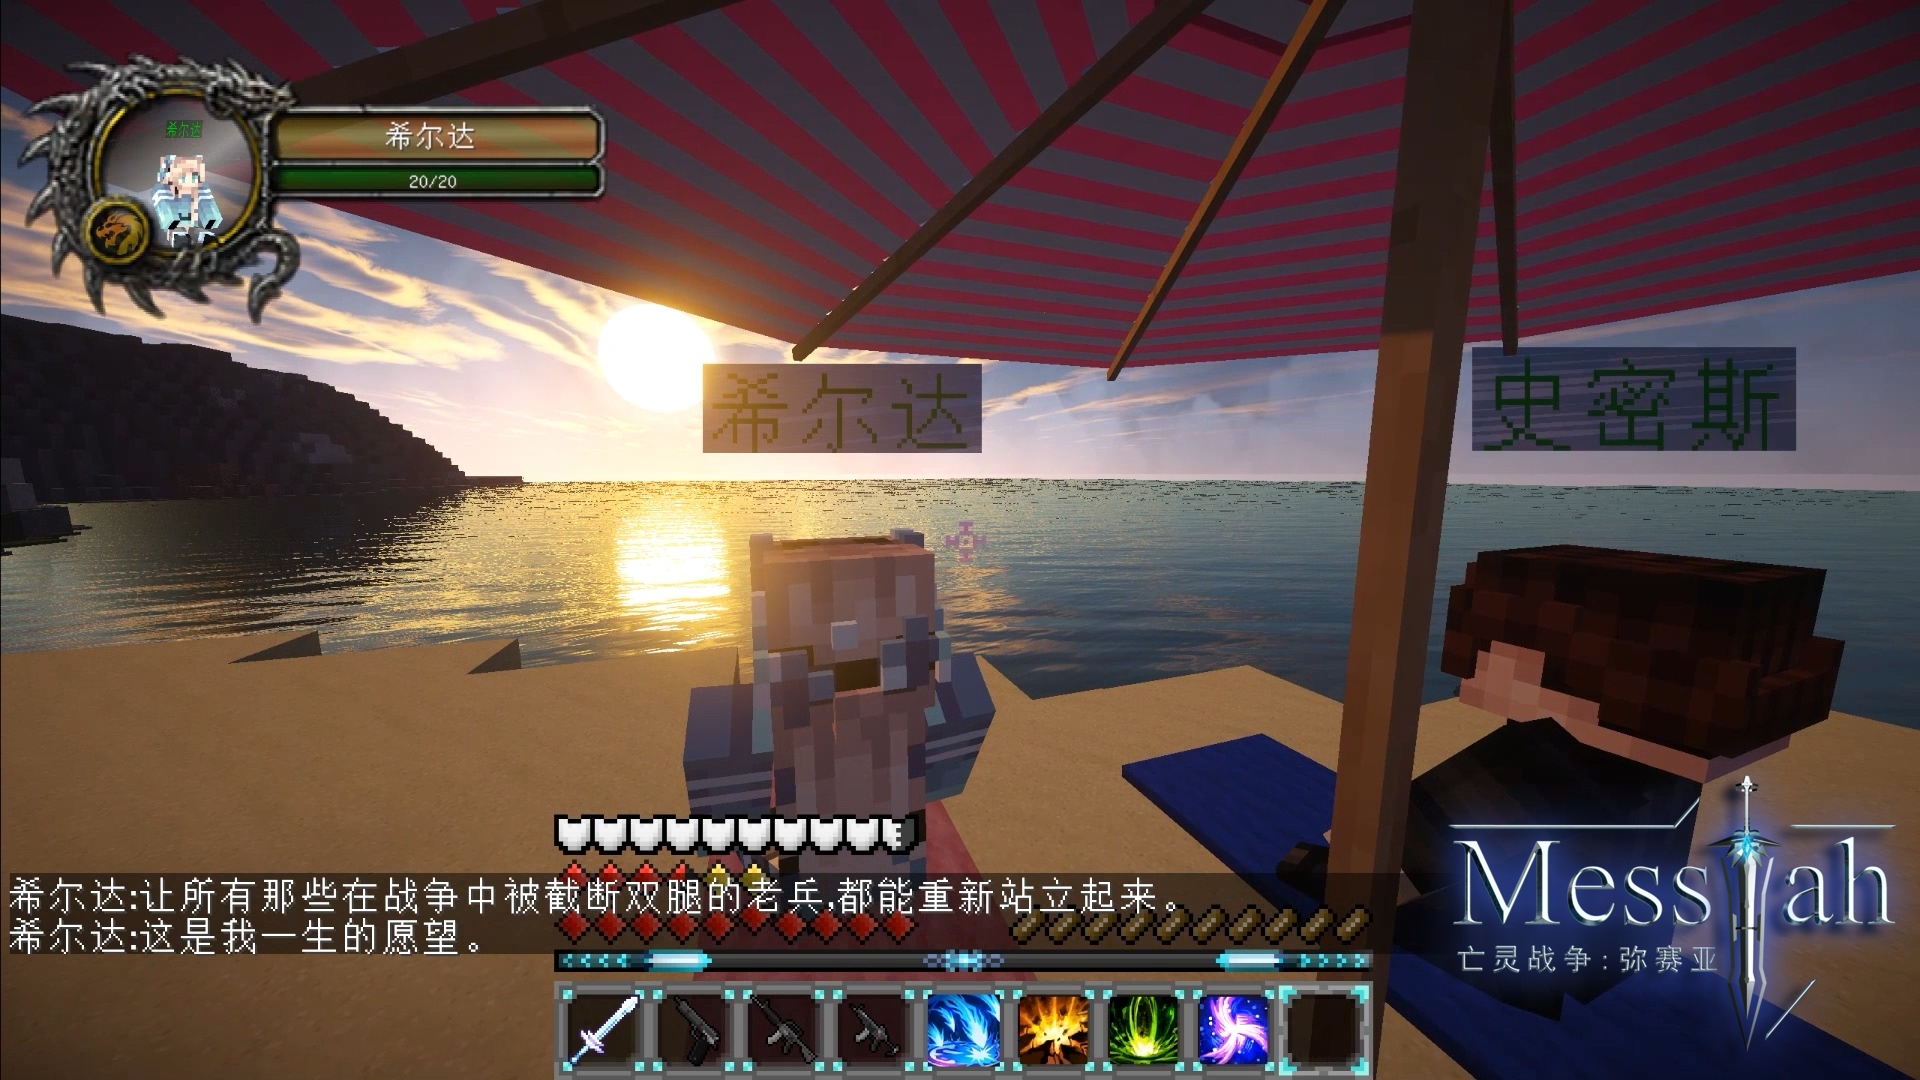 希尔达
希尔达
20/20
希尔达
史密斯
希尔达:让所有那些在战争中被截断双腿的老兵,都能重新站立起来。
希尔达:这是我一生的愿望。
Messiah
亡灵战争:弥赛亚